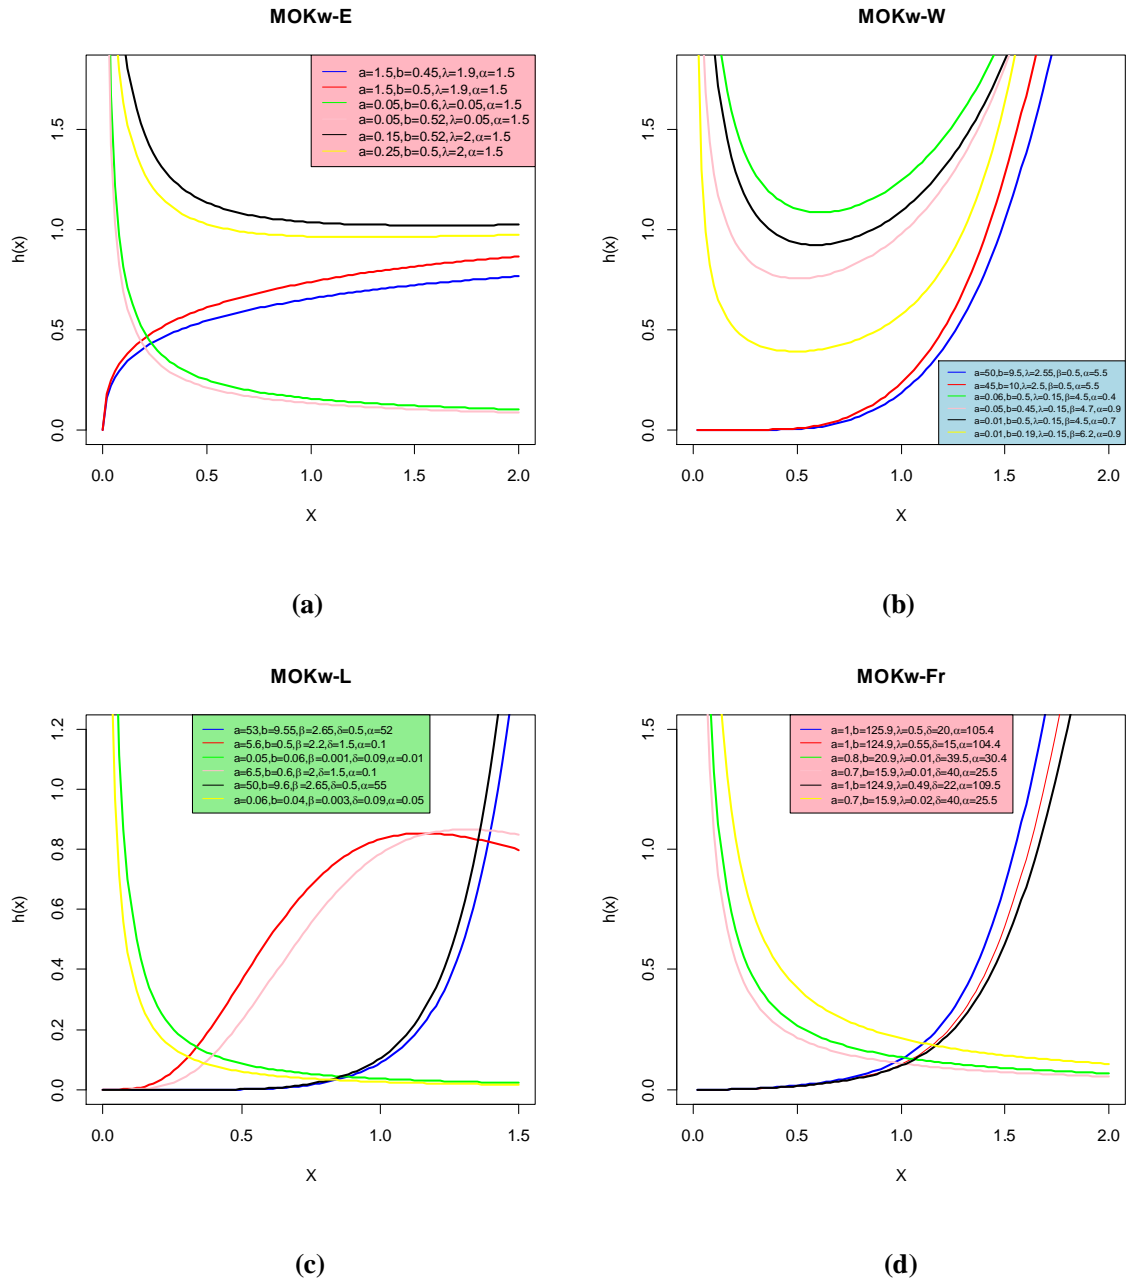 MOKw-E
a=1.5,b=0.45,λ=1.9,α=1.5
a=1.5,b=0.5,λ=1.9,α=1.5
a=0.05,b=0.6,λ=0.05,α=1.5
a=0.05,b=0.52,λ=0.05,α=1.5
a=0.15,b=0.52,λ=2,α=1.5
a=0.25,b=0.5,λ=2,α=1.5
h(x)
0.0 0.5 1.0 1.5
0.0 0.5 1.0 1.5 2.0
X
(a)
MOKw-W
a=50,b=9.5,λ=2.55,β=0.5,α=5.5
a=45,b=10,λ=2.5,β=0.5,α=5.5
a=0.06,b=0.5,λ=0.15,β=4.5,α=0.4
a=0.05,b=0.45,λ=0.15,β=4.7,α=0.9
a=0.01,b=0.5,λ=0.15,β=4.5,α=0.7
a=0.01,b=0.19,λ=0.15,β=6.2,α=0.9
h(x)
0.0 0.5 1.0 1.5
0.0 0.5 1.0 1.5 2.0
X
(b)
MOKw-L
a=53,b=9.55,β=2.65,δ=0.5,α=52
a=5.6,b=0.5,β=2.2,δ=1.5,α=0.1
a=0.05,b=0.06,β=0.001,δ=0.09,α=0.01
a=6.5,b=0.6,β=2,δ=1.5,α=0.1
a=50,b=9.6,β=2.65,δ=0.5,α=55
a=0.06,b=0.04,β=0.003,δ=0.09,α=0.05
h(x)
0.0 0.2 0.4 0.6 0.8 1.0 1.2
0.0 0.5 1.0 1.5
X
(c)
MOKw-Fr
a=1,b=125.9,λ=0.5,δ=20,α=105.4
a=1,b=124.9,λ=0.55,δ=15,α=104.4
a=0.8,b=20.9,λ=0.01,δ=39.5,α=30.4
a=0.7,b=15.9,λ=0.01,δ=40,α=25.5
a=1,b=124.9,λ=0.49,δ=22,α=109.5
a=0.7,b=15.9,λ=0.02,δ=40,α=25.5
h(x)
0.0 0.5 1.0 1.5
0.0 0.5 1.0 1.5 2.0
X
(d)